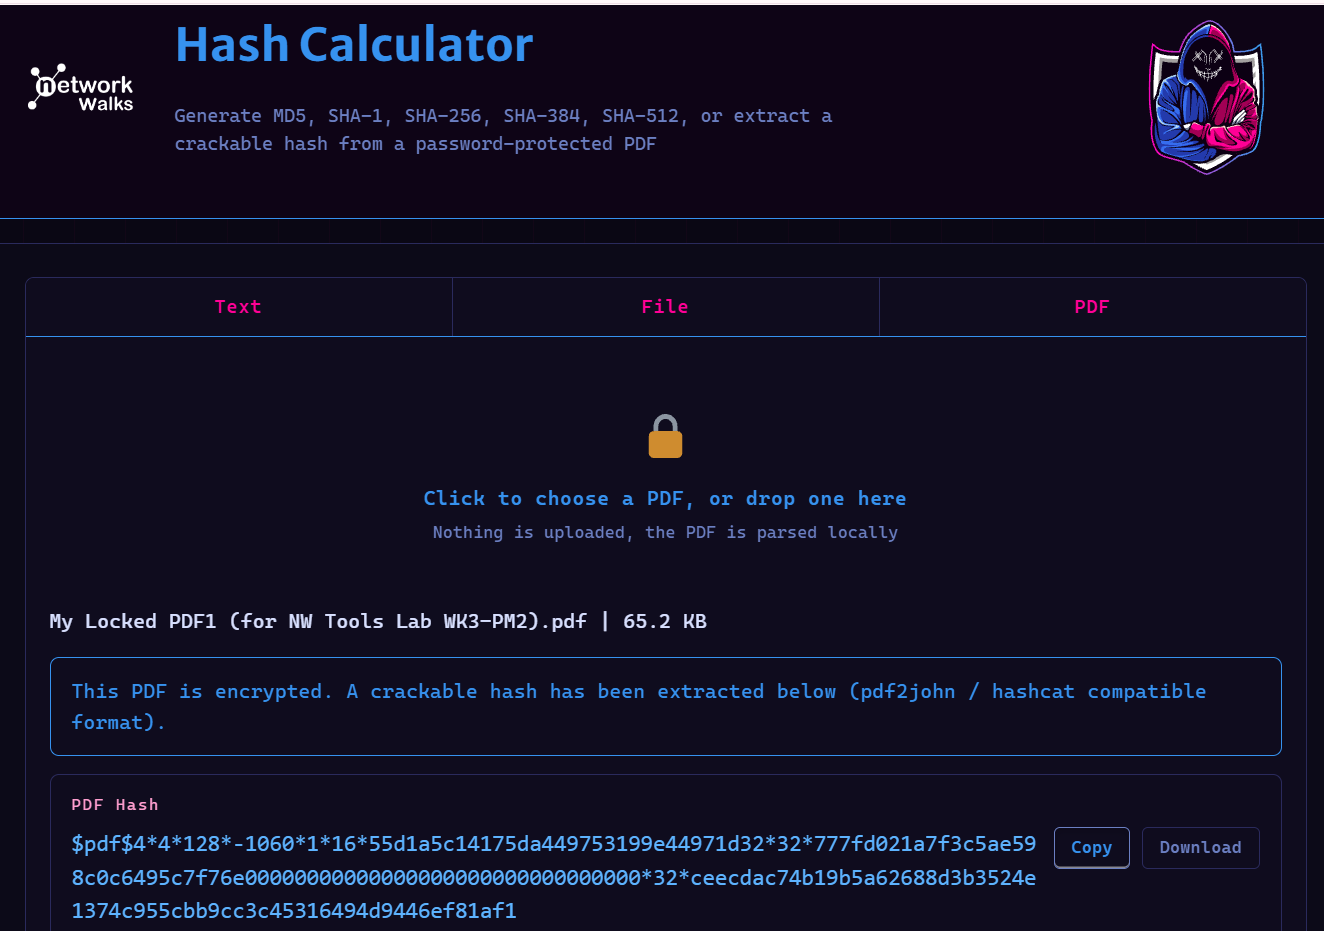 Hash Calculator
network
Walks
Generate MD5, SHA-1, SHA-256, SHA-384, SHA-512, or extract a
crackable hash from a password-protected PDF
Text
File
PDF
Click to choose a PDF, or drop one here
Nothing is uploaded, the PDF is parsed locally
My Locked PDF1 (for NW Tools Lab WK3-PM2).pdf | 65.2 KB
This PDF is encrypted. A crackable hash has been extracted below (pdf2john / hashcat compatible
format).
PDF Hash
$pdf$4*4*128*-1060*1*16*55d1a5c14175da449753199e44971d32*32*777fd021a7f3c5ae59
8c0c6495c7f76e00000000000000000000000000000000*32*ceecdac74b19b5a62688d3b3524e
1374c955cbb9cc3c45316494d9446ef81af1
Copy
Download